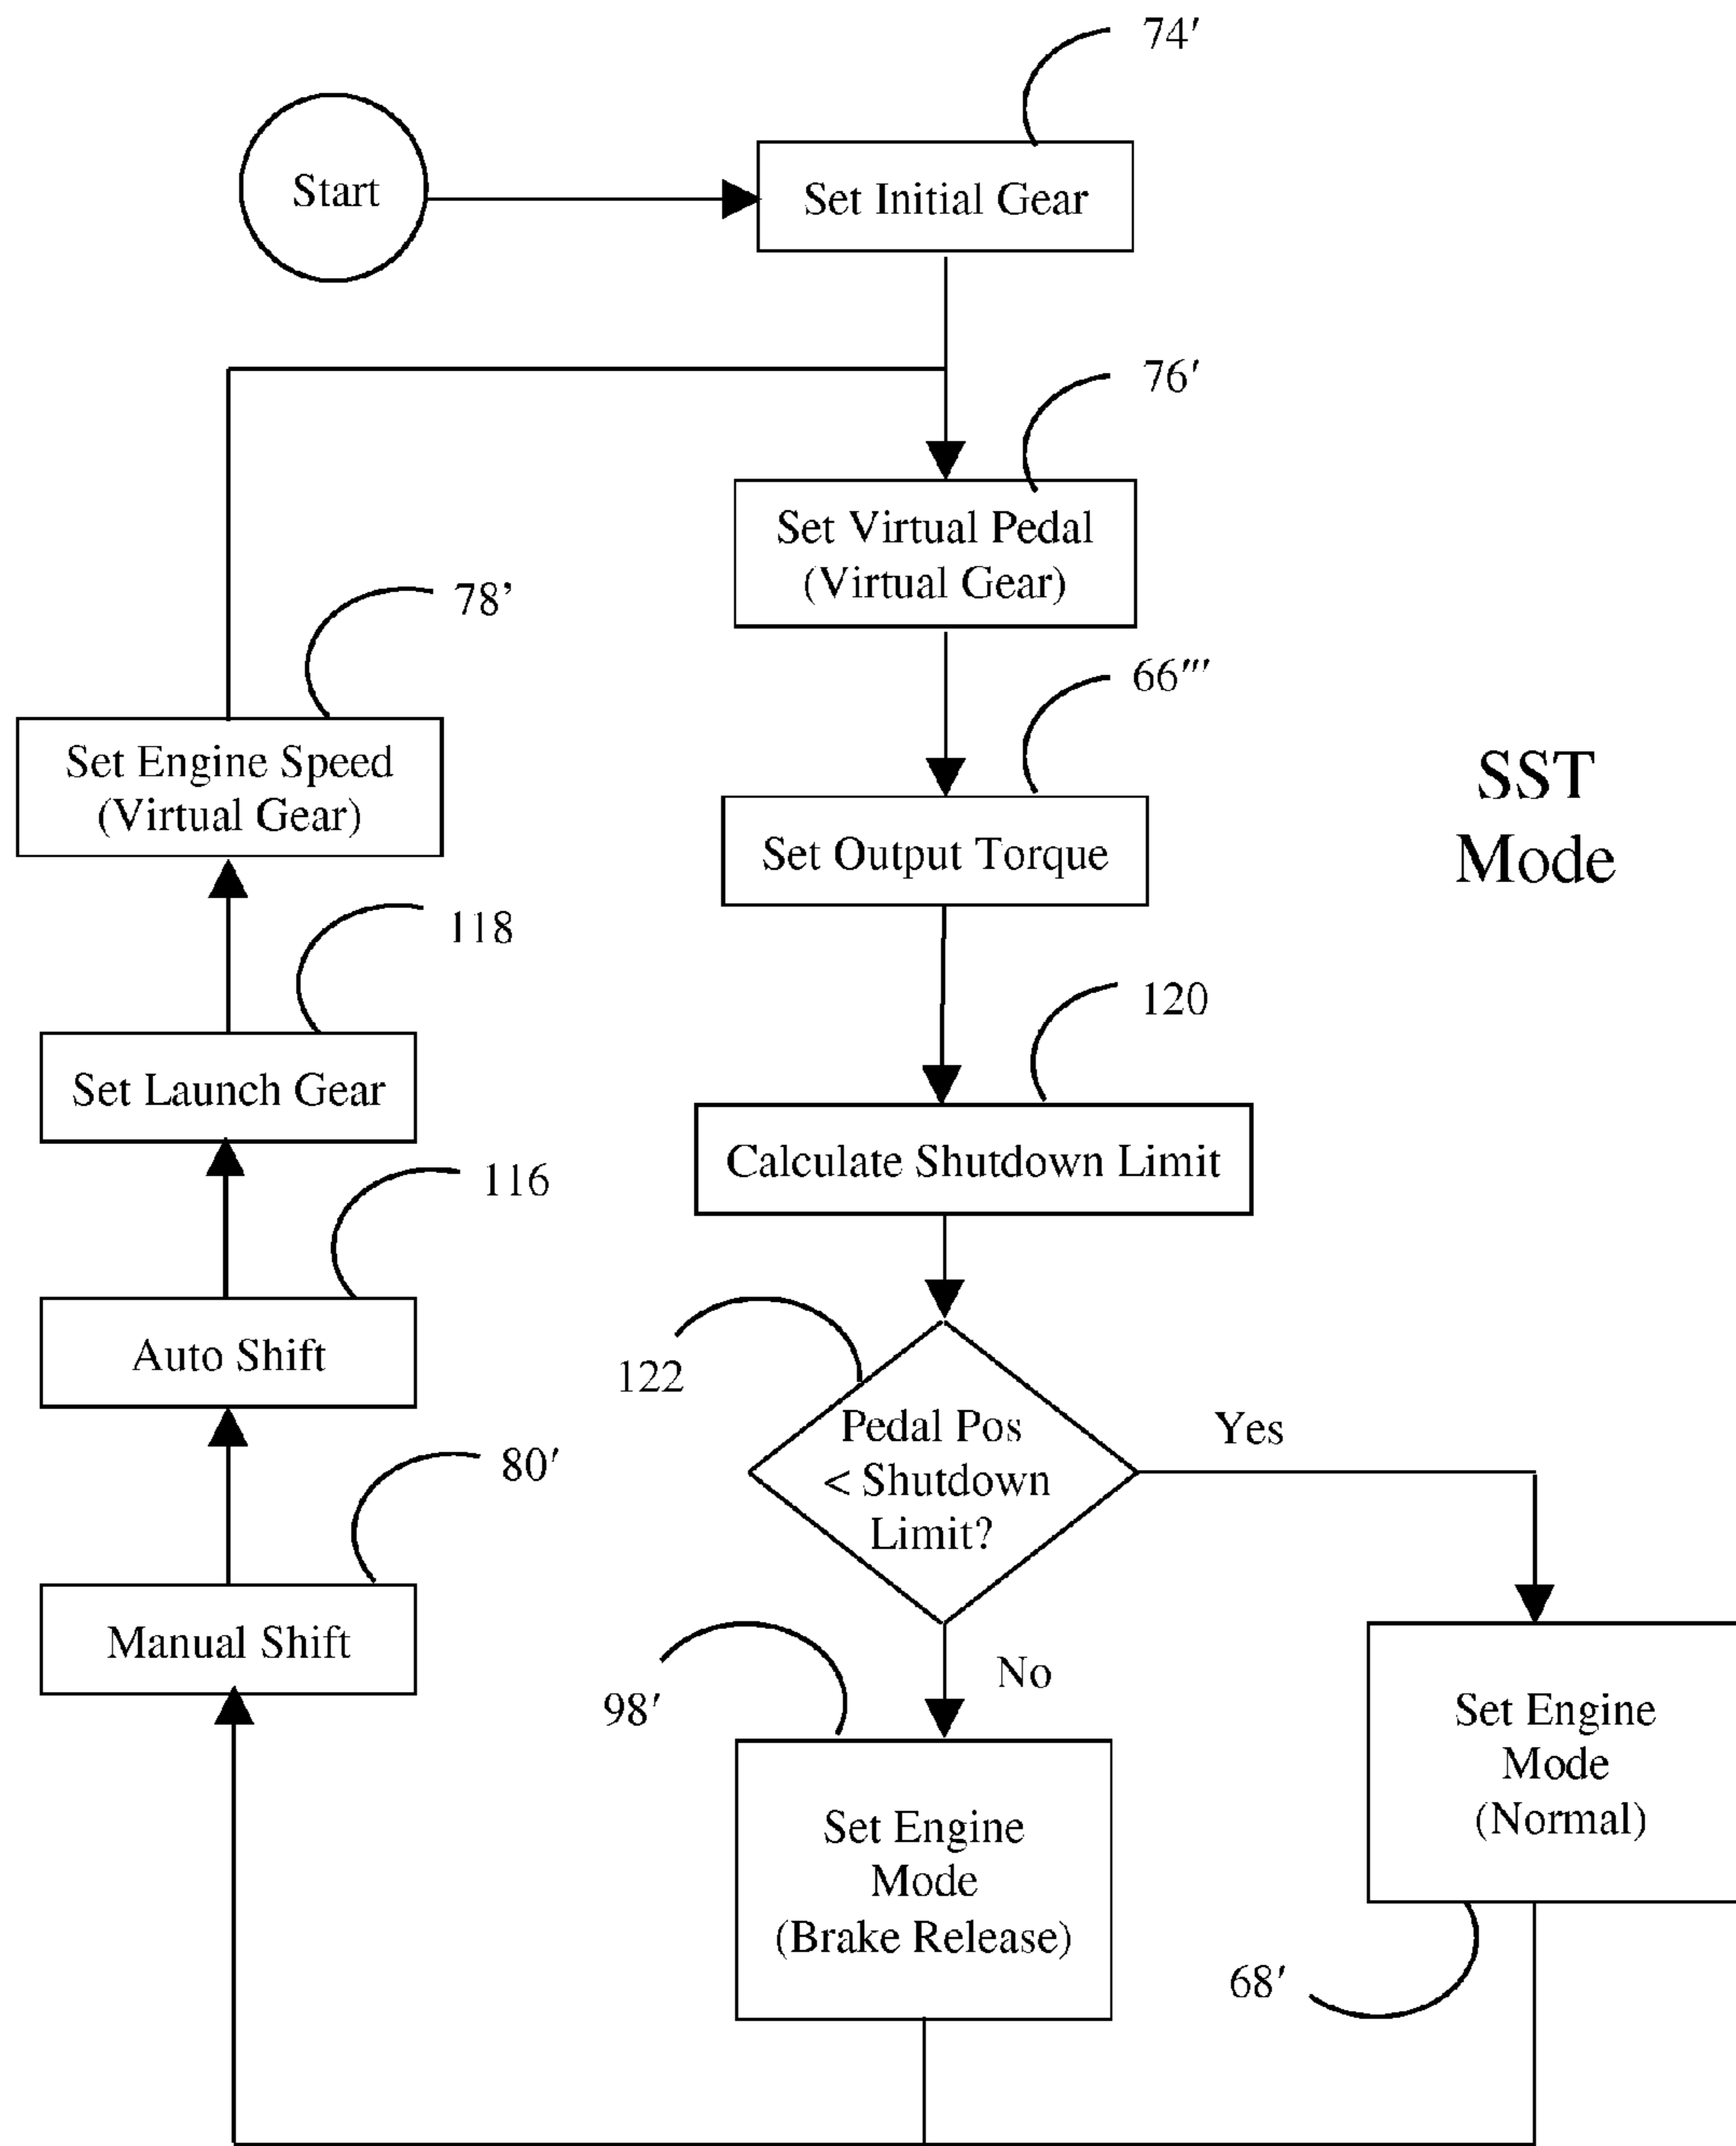 74′
Start
Set Initial Gear
76′
Set Virtual Pedal
(Virtual Gear)
78’
66′′′
Set Engine Speed
(Virtual Gear)
Set Output Torque
SST
Mode
118
120
Set Launch Gear
Calculate Shutdown Limit
116
Auto Shift
122
Pedal Pos
< Shutdown
Limit?
Yes
80′
Manual Shift
No
98′
Set Engine
Mode
(Brake Release)
Set Engine
Mode
(Normal)
68′